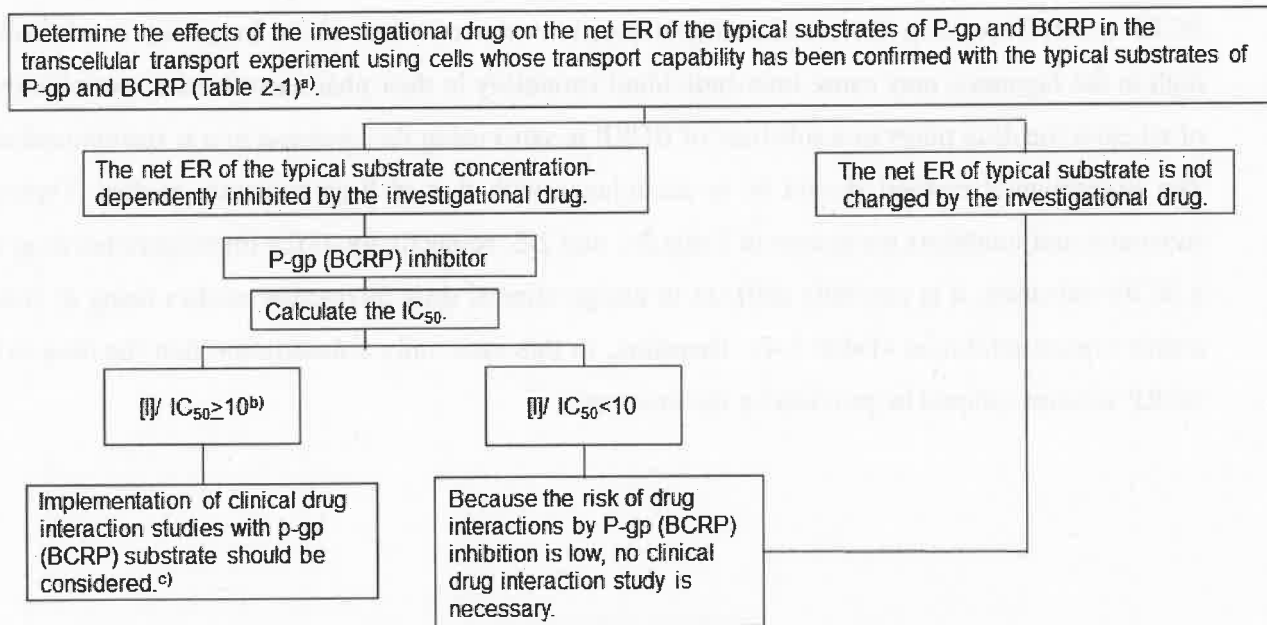 Determine the effects of the investigational drug on the net ER of the typical substrates of P-gp and BCRP in the
transcellular transport experiment using cells whose transport capability has been confirmed with the typical substrates of
P-gp and BCRP (Table 2-1)a).
The net ER of the typical substrate concentration-
dependently inhibited by the investigational drug.
The net ER of typical substrate is not
changed by the investigational drug.
P-gp (BCRP) inhibitor
Calculate the IC50.
[I]/ IC50≥10b)
[I]/ IC50<10
Implementation of clinical drug
interaction studies with p-gp
(BCRP) substrate should be
considered.c)
Because the risk of drug
interactions by P-gp (BCRP)
inhibition is low, no clinical
drug interaction study is
necessary.